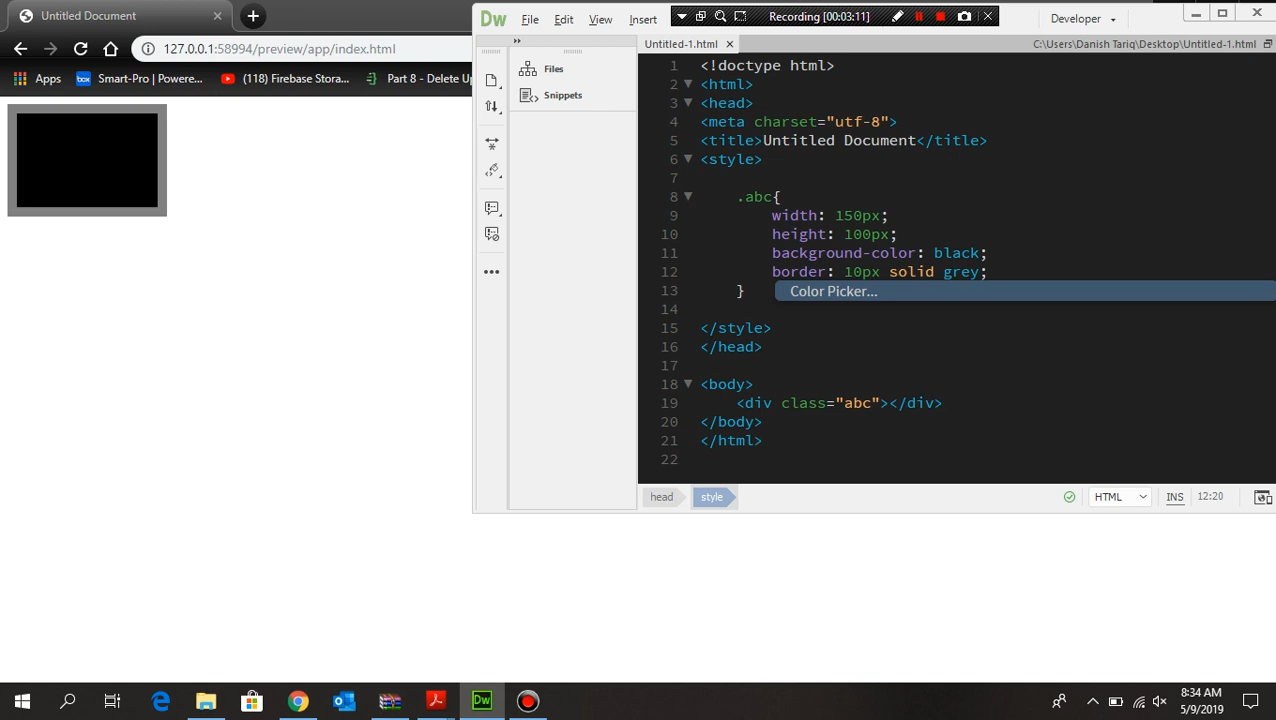 Untitled Document
127.0.0.1:58994/preview/app/index.html
Apps
Smart-Pro | Powere...
(118) Firebase Stora...
Part 8 - Delete Up
Dw
File
Edit
View
Insert
Recording [00:03:11]
Developer
Untitled-1.html
C:\Users\Danish Tariq\Desktop\Untitled-1.html
Files
Snippets
1 <!doctype html>
2 <html>
3 <head>
4 <meta charset="utf-8">
5 <title>Untitled Document</title>
6 <style>
7
8 .abc{
9 width: 150px;
10 height: 100px;
11 background-color: black;
12 border: 10px solid grey;
13 }
Color Picker...
14
15 </style>
16 </head>
17
18 <body>
19 <div class="abc"></div>
20 </body>
21 </html>
22
head
style
HTML
INS
12:20
Dw
8:34 AM
5/9/2019